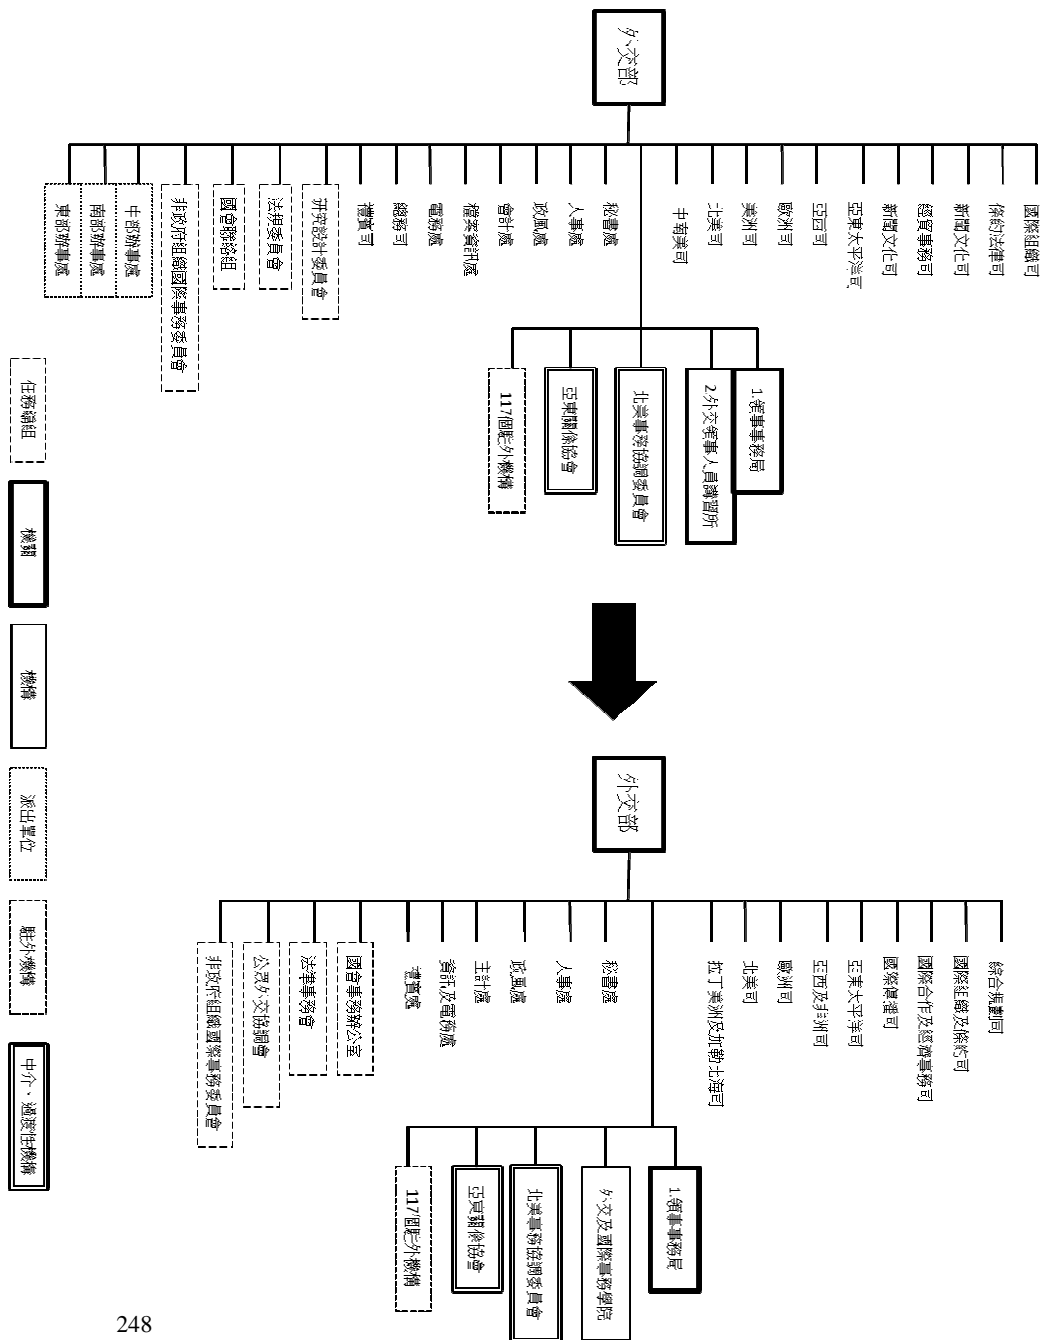 外交部
國際組織司
條約法律司
新聞文化司
經貿事務司
新聞文化司
亞東太平洋司
亞西司
歐洲司
美洲司
北美司
中南美司
秘書處
人事處
政風處
會計處
檔案資訊處
電務處
總務司
禮賓司
研究設計委員會
法規委員會
國會聯絡組
非政府組織國際事務委員會
中部辦事處
南部辦事處
東部辦事處
1.領事事務局
2.外交領事人員講習所
北美事務協調委員會
亞東關係協會
117個駐外機構
外交部
綜合規劃司
國際組織及條約司
國際合作及經濟事務司
國際傳播司
亞東太平洋司
亞西及非洲司
歐洲司
北美司
拉丁美洲及加勒比海司
秘書處
人事處
政風處
主計處
資訊及電務處
禮賓處
國會事務辦公室
法律事務會
公眾外交協調會
非政府組織國際事務委員會
1.領事事務局
外交及國際事務學院
北美事務協調委員會
亞東關係協會
117個駐外機構
任務編組
機關
機構
派出單位
駐外機構
中介、過渡性機構
248